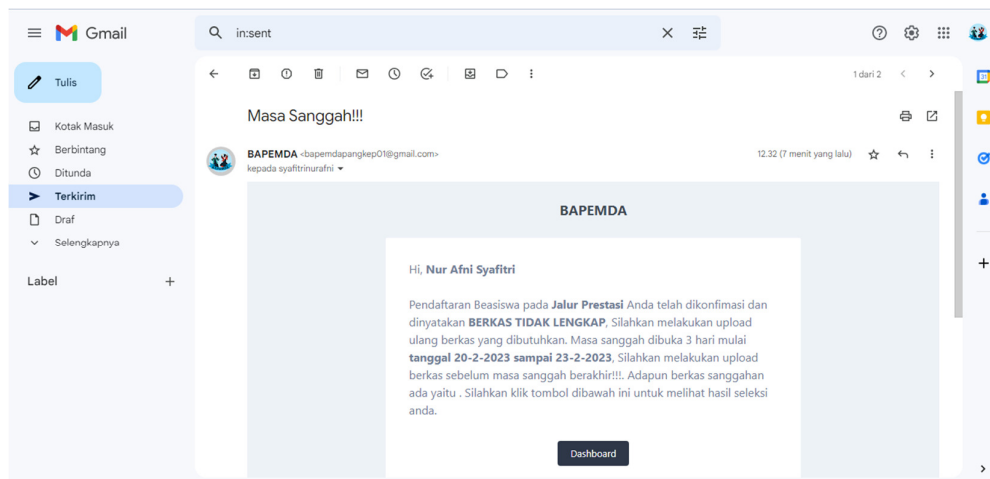 Gmail
in:sent
Tulis
1 dari 2
31
Kotak Masuk
Berbintang
Ditunda
Terkirim
Draf
Selengkapnya
Label
Masa Sanggah!!!
BAPEMDA <bapemdapangkep01@gmail.com>
12.32 (7 menit yang lalu)
kepada syafitrinurafni
BAPEMDA
Hi, Nur Afni Syafitri
Pendaftaran Beasiswa pada Jalur Prestasi Anda telah dikonfimasi dan
dinyatakan BERKAS TIDAK LENGKAP, Silahkan melakukan upload
ulang berkas yang dibutuhkan. Masa sanggah dibuka 3 hari mulai
tanggal 20-2-2023 sampai 23-2-2023, Silahkan melakukan upload
berkas sebelum masa sanggah berakhir!!!. Adapun berkas sanggahan
ada yaitu . Silahkan klik tombol dibawah ini untuk melihat hasil seleksi
anda.
Dashboard